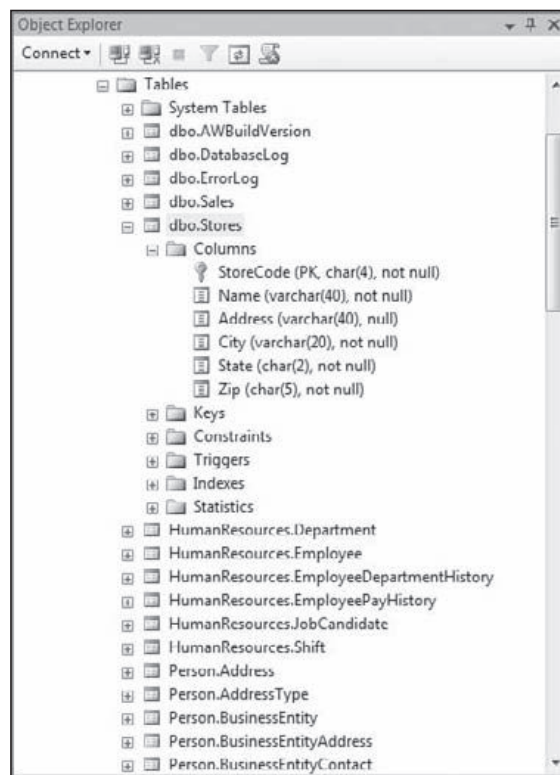 Object Explorer
Connect
Tables
System Tables
dbo.AWBuildVersion
dbo.DatabaseLog
dbo.ErrorLog
dbo.Sales
dbo.Stores
Columns
StoreCode (PK, char(4), not null)
Name (varchar(40), not null)
Address (varchar(40), null)
City (varchar(20), not null)
State (char(2), not null)
Zip (char(5), not null)
Keys
Constraints
Triggers
Indexes
Statistics
HumanResources.Department
HumanResources.Employee
HumanResources.EmployeeDepartmentHistory
HumanResources.EmployeePayHistory
HumanResources.JobCandidate
HumanResources.Shift
Person.Address
Person.AddressType
Person.BusinessEntity
Person.BusinessEntityAddress
Person.BusinessEntityContact